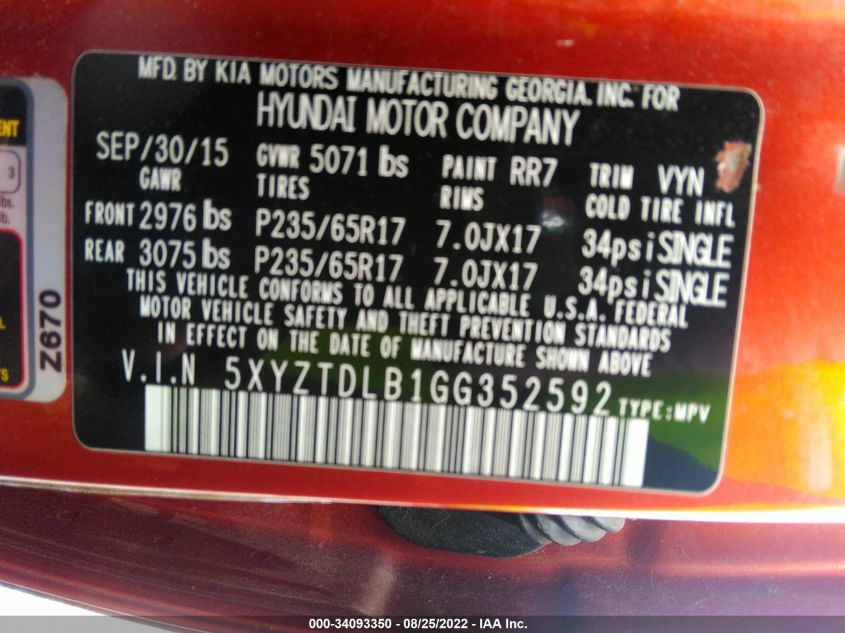 MFD. BY KIA MOTORS MANUFACTURING GEORGIA. INC. FOR
HYUNDAI MOTOR COMPANY
SEP/30/15 GVWR 5071 lbs PAINT RR7 TRIM VYN
GAWR TIRES RIMS COLD TIRE INFL
FRONT 2976 lbs P235/65R17 7.0JX17 34psi SINGLE
REAR 3075 lbs P235/65R17 7.0JX17 34psi SINGLE
THIS VEHICLE CONFORMS TO ALL APPLICABLE U.S.A. FEDERAL
MOTOR VEHICLE SAFETY AND THEFT PREVENTION STANDARDS
IN EFFECT ON THE DATE OF MANUFACTURE SHOWN ABOVE
V.I.N 5XYZTDLB1GG352592 TYPE:MPV
Z670
3
lbs.
lb.
000-34093350 - 08/25/2022 - IAA Inc.